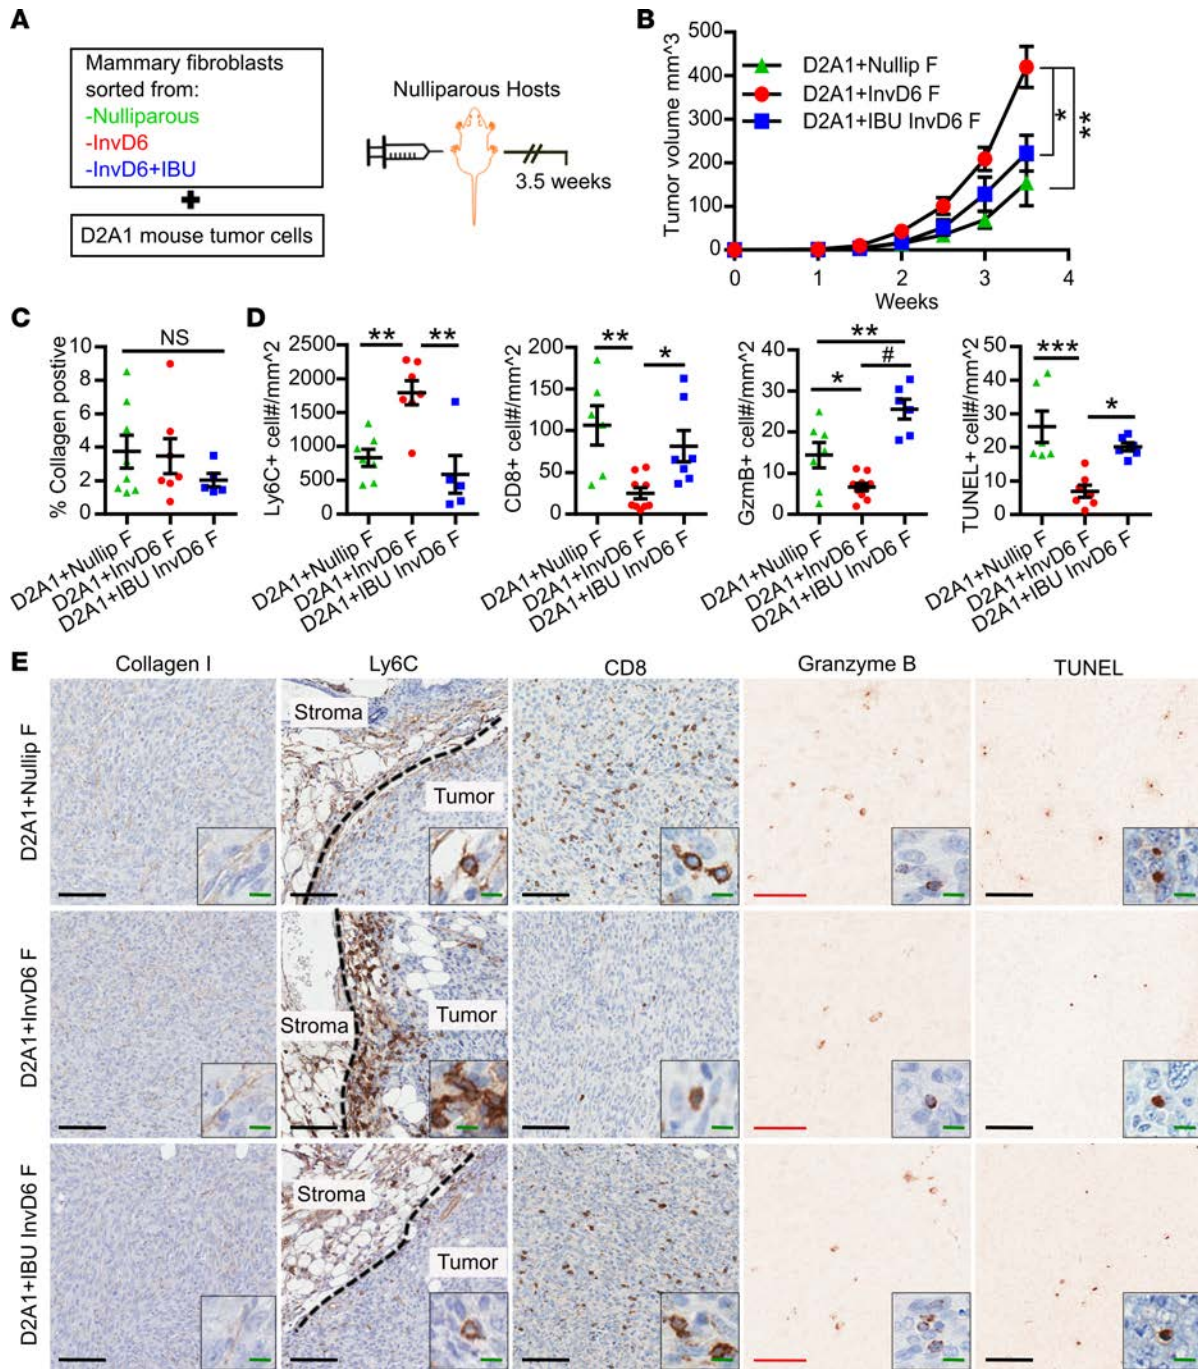 A
Mammary fibroblasts
sorted from:
-Nulliparous
-InvD6
-InvD6+IBU
+
D2A1 mouse tumor cells
Nulliparous Hosts
3.5 weeks
B
Tumor volume mm^3
500
400
300
200
100
0
0 1 2 3 4
Weeks
D2A1+Nullip F
D2A1+InvD6 F
D2A1+IBU InvD6 F
*
**
C
% Collagen postive
10
8
6
4
2
0
NS
D2A1+Nullip F
D2A1+InvD6 F
D2A1+IBU InvD6 F
D
Ly6C+ cell#/mm^2
2500
2000
1500
1000
500
0
** **
D2A1+Nullip F
D2A1+InvD6 F
D2A1+IBU InvD6 F
CD8+ cell#/mm^2
200
150
100
50
0
** *
D2A1+Nullip F
D2A1+InvD6 F
D2A1+IBU InvD6 F
GzmB+ cell#/mm^2
40
30
20
10
0
**
* #
D2A1+Nullip F
D2A1+InvD6 F
D2A1+IBU InvD6 F
TUNEL+ cell#/mm^2
50
40
30
20
10
0
*** *
D2A1+Nullip F
D2A1+InvD6 F
D2A1+IBU InvD6 F
E
Collagen I Ly6C CD8 Granzyme B TUNEL
D2A1+Nullip F
Stroma
Tumor
D2A1+InvD6 F
Stroma
Tumor
D2A1+IBU InvD6 F
Stroma
Tumor